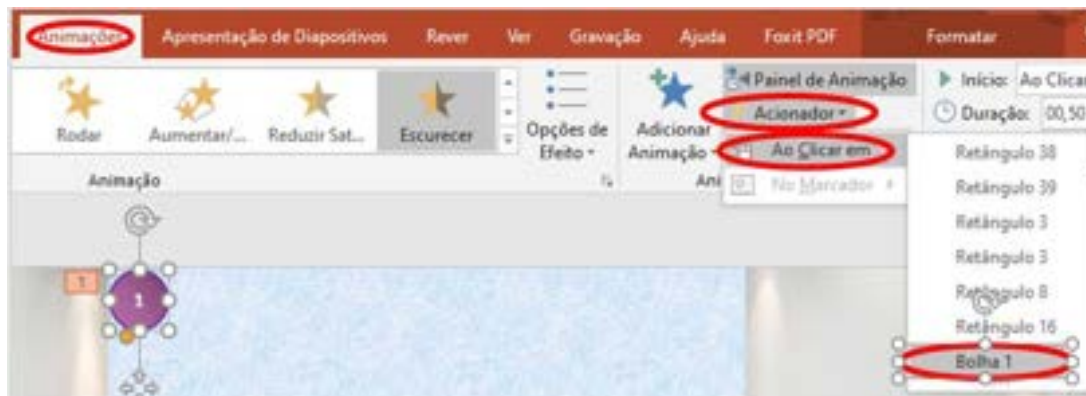 Animações Apresentação de Diapositivos Rever Ver Gravação Ajuda Foxit PDF Formatar
Painel de Animação Início: Ao Clicar
Acionador Duração: 00,50
Rodar Aumentar/... Reduzir Sat... Escurecer Opções de Efeito Adicionar Animação
Ao Clicar em
No Marcador
Animação Ani
Retângulo 38
Retângulo 39
Retângulo 3
Retângulo 3
Retângulo 8
Retângulo 16
Bolha 1
1
1